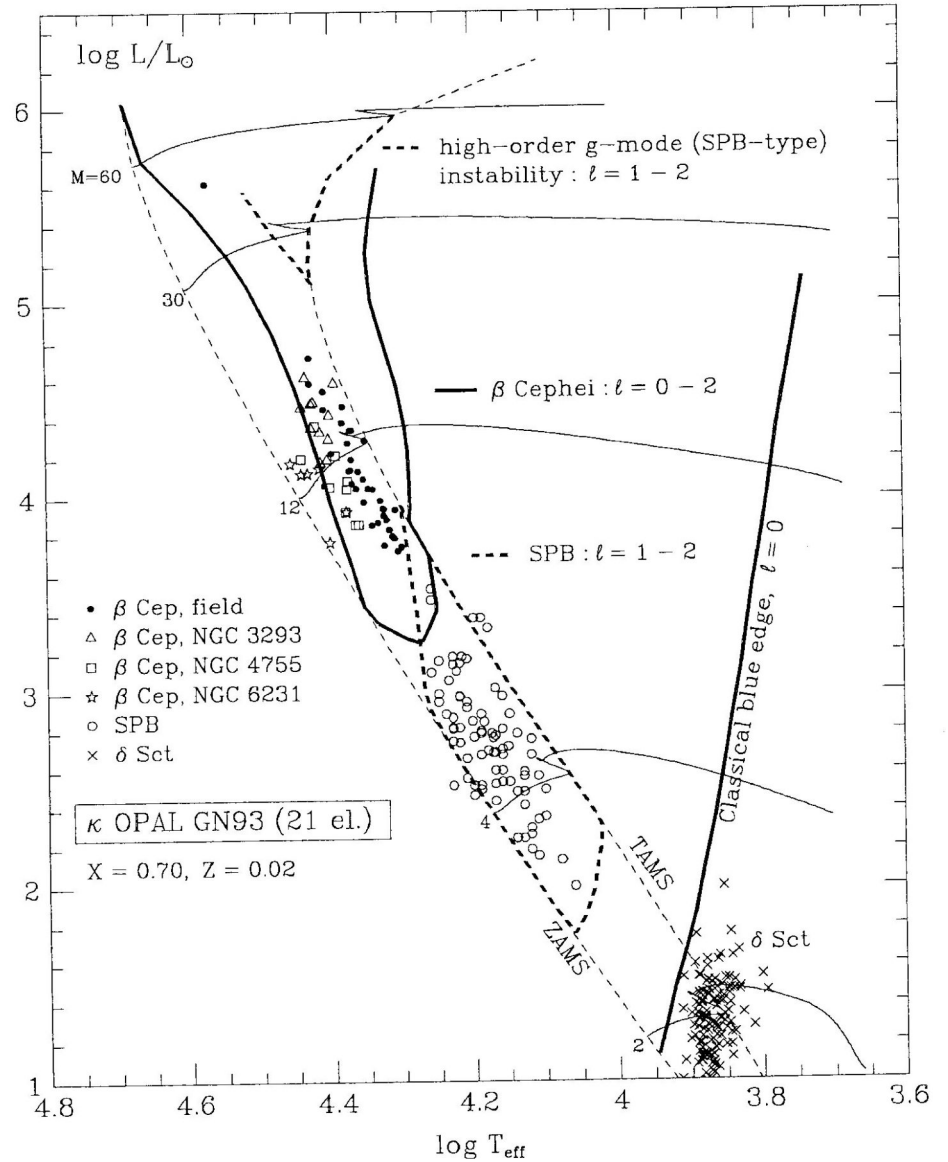 log L/L☉
6
5
4
3
2
1
M=60
30
12
4
2
high-order g-mode (SPB-type)
instability : ℓ = 1 - 2
β Cephei : ℓ = 0 - 2
SPB : ℓ = 1 - 2
Classical blue edge, ℓ = 0
β Cep, field
β Cep, NGC 3293
β Cep, NGC 4755
β Cep, NGC 6231
SPB
δ Sct
κ OPAL GN93 (21 el.)
X = 0.70, Z = 0.02
ZAMS
TAMS
δ Sct
4.8 4.6 4.4 4.2 4 3.8 3.6
log T_eff